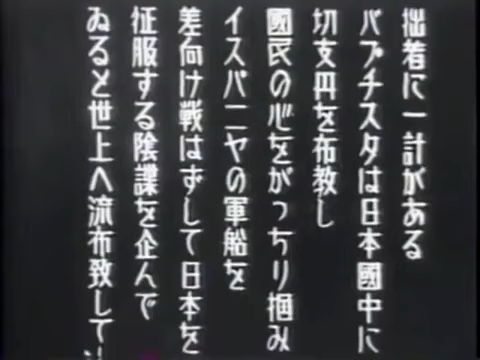 拙者に一計がある
バプチスタは日本國中に
切支丹を布教し
國民の心をがっちり掴み
イスパニヤの軍船を
差向け戦はずして日本を
征服する陰謀を企んで
ゐると世上へ流布致して